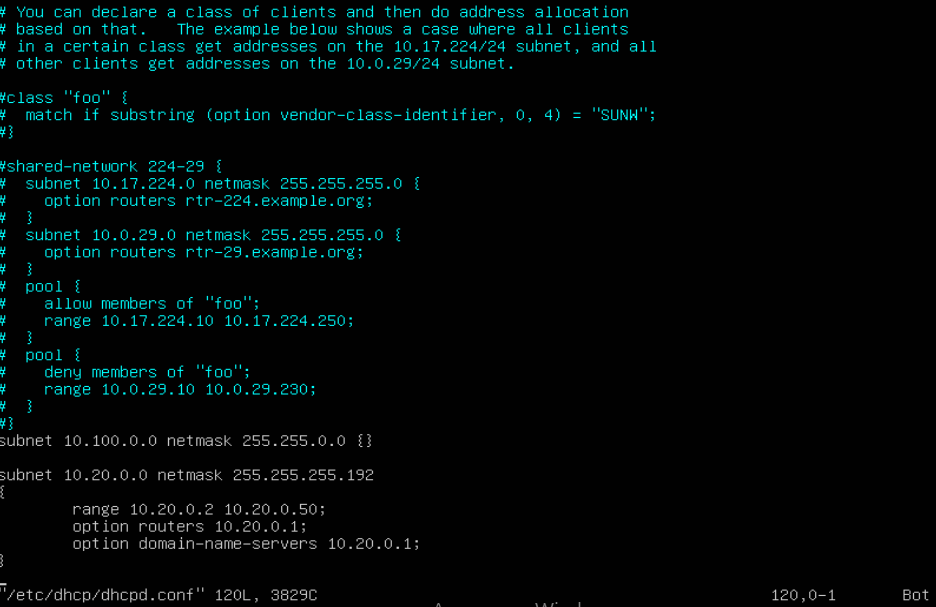 # You can declare a class of clients and then do address allocation
# based on that.   The example below shows a case where all clients
# in a certain class get addresses on the 10.17.224/24 subnet, and all
# other clients get addresses on the 10.0.29/24 subnet.
#class "foo" {
#  match if substring (option vendor-class-identifier, 0, 4) = "SUNW";
#}
#shared-network 224-29 {
#  subnet 10.17.224.0 netmask 255.255.255.0 {
#    option routers rtr-224.example.org;
#  }
#  subnet 10.0.29.0 netmask 255.255.255.0 {
#    option routers rtr-29.example.org;
#  }
#  pool {
#    allow members of "foo";
#    range 10.17.224.10 10.17.224.250;
#  }
#  pool {
#    deny members of "foo";
#    range 10.0.29.10 10.0.29.230;
#  }
#}
subnet 10.100.0.0 netmask 255.255.0.0 {}
subnet 10.20.0.0 netmask 255.255.255.192
{
        range 10.20.0.2 10.20.0.50;
        option routers 10.20.0.1;
        option domain-name-servers 10.20.0.1;
}
"/etc/dhcp/dhcpd.conf" 120L, 3829C                                120,0-1       Bot